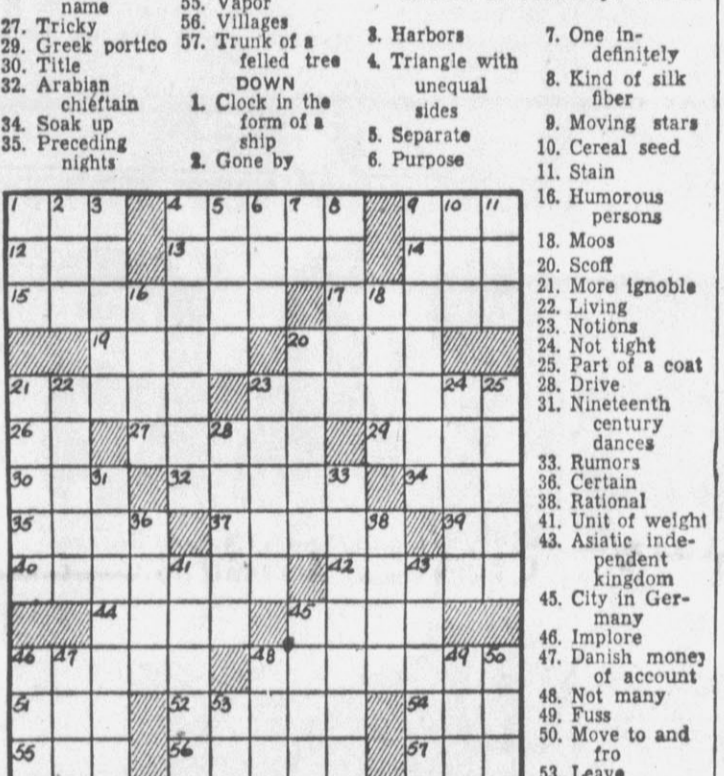 name
27. Tricky
29. Greek portico
30. Title
32. Arabian
chieftain
34. Soak up
35. Preceding
nights
55. Vapor
56. Villages
57. Trunk of a
felled tree
DOWN
1. Clock in the
form of a
ship
2. Gone by
3. Harbors
4. Triangle with
unequal
sides
5. Separate
6. Purpose
7. One in-
definitely
8. Kind of silk
fiber
9. Moving stars
10. Cereal seed
11. Stain
16. Humorous
persons
18. Moos
20. Scoff
21. More ignoble
22. Living
23. Notions
24. Not tight
25. Part of a coat
28. Drive
31. Nineteenth
century
dances
33. Rumors
36. Certain
38. Rational
41. Unit of weight
43. Asiatic inde-
pendent
kingdom
45. City in Ger-
many
46. Implore
47. Danish money
of account
48. Not many
49. Fuss
50. Move to and
fro
53. Leave
1 2 3 4 5 6 7 8 9 10 11
12 13 14
15 16 17 18
19 20
21 22 23 24 25
26 27 28 29
30 31 32 33 34
35 36 37 38 39
40 41 42 43
44 45
46 47 48 49 50
51 52 53 54
55 56 57